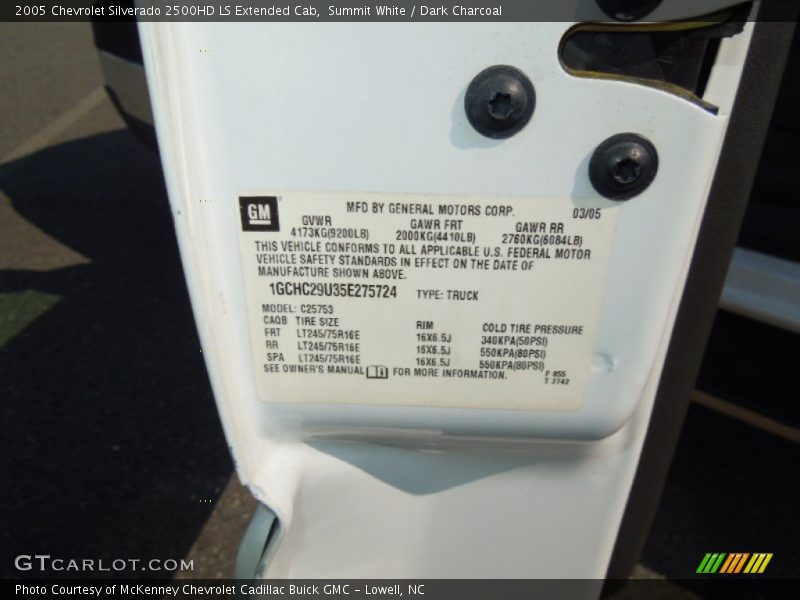 2005 Chevrolet Silverado 2500HD LS Extended Cab,  Summit White / Dark Charcoal
GM
MFD BY GENERAL MOTORS CORP.
03/05
GVWR
GAWR FRT
GAWR RR
4173KG(9200LB)
2000KG(4410LB)
2760KG(6084LB)
THIS VEHICLE CONFORMS TO ALL APPLICABLE U.S. FEDERAL MOTOR
VEHICLE SAFETY STANDARDS IN EFFECT ON THE DATE OF
MANUFACTURE SHOWN ABOVE.
1GCHC29U35E275724 TYPE: TRUCK
MODEL: C25753
CAQB TIRE SIZE RIM COLD TIRE PRESSURE
FRT LT245/75R16E 16X6.5J 340KPA(50PSI)
RR LT245/75R16E 16X6.5J 550KPA(80PSI)
SPA LT245/75R16E 16X6.5J 550KPA(80PSI)
SEE OWNER'S MANUAL FOR MORE INFORMATION.
F 855
T 2742
GTcarlot.com
Photo Courtesy of McKenney Chevrolet Cadillac Buick GMC - Lowell, NC